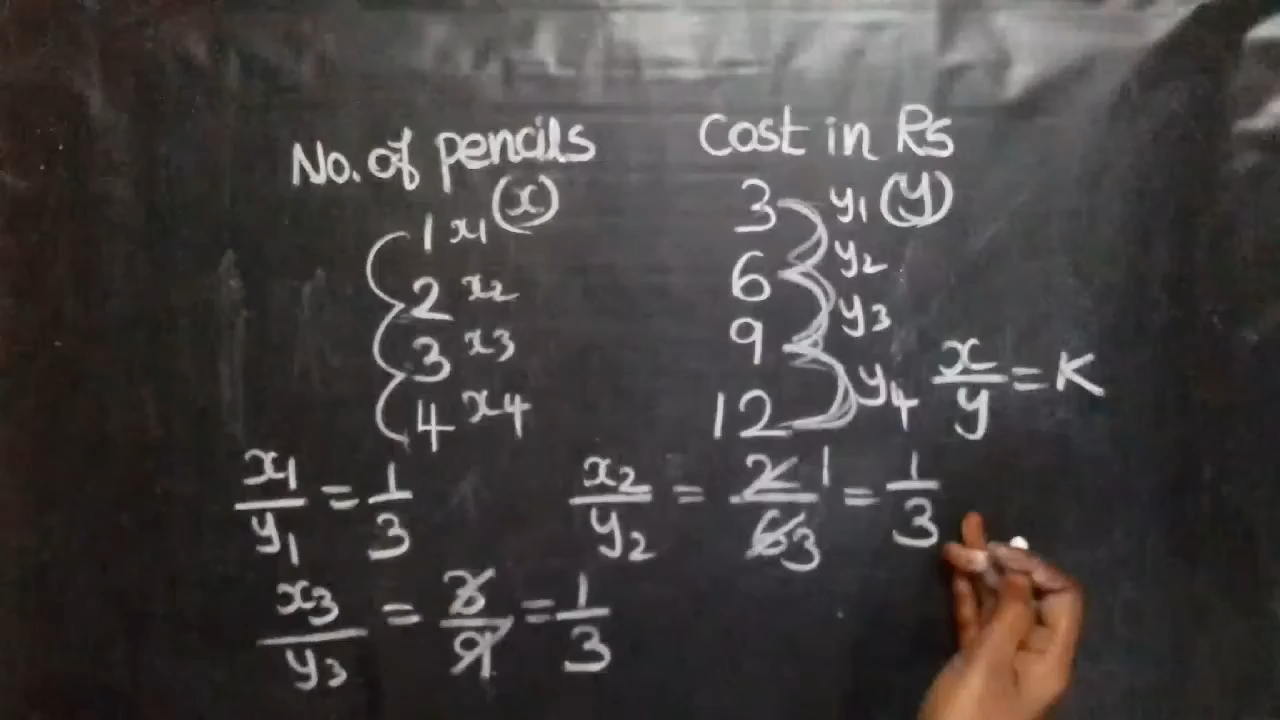 No. of pencils Cost in Rs
(x) (y)
1 x1 3 y1
2 x2 6 y2
3 x3 9 y3
4 x4 12 y4
x/y = K
x1/y1 = 1/3 x2/y2 = 2/6 1/3 = 1/3
x3/y3 = 3/9 = 1/3